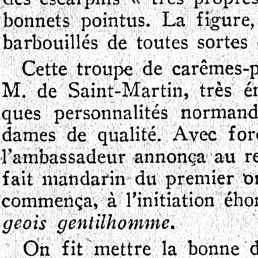 des escarpins « très propres
bonnets pointus. La figure,
barbouillés de toutes sortes
Cette troupe de carêmes-p
M. de Saint-Martin, très ém
ques personnalités normand
dames de qualité. Avec forc
l'ambassadeur annonça au re
fait mandarin du premier or
commença, à l'initiation éhon
geois gentilhomme.
On fit mettre la bonne d